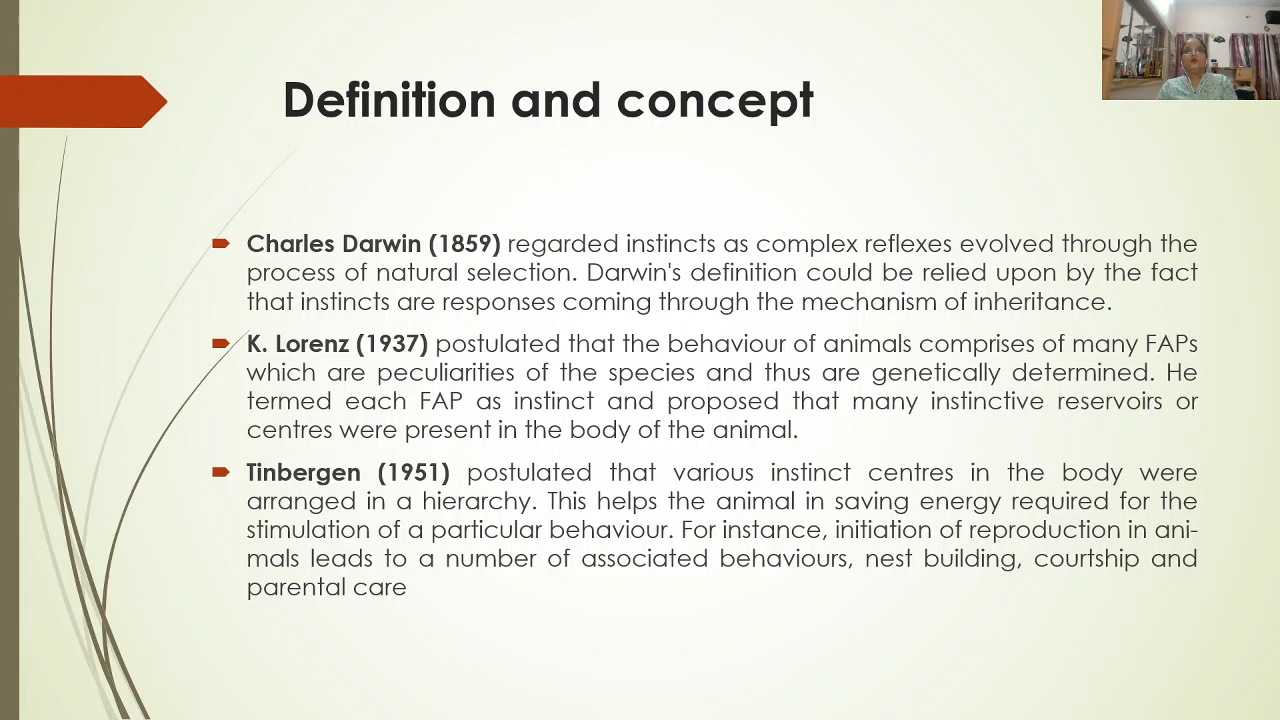 Definition and concept
Charles Darwin (1859) regarded instincts as complex reflexes evolved through the
process of natural selection. Darwin's definition could be relied upon by the fact
that instincts are responses coming through the mechanism of inheritance.
K. Lorenz (1937) postulated that the behaviour of animals comprises of many FAPs
which are peculiarities of the species and thus are genetically determined. He
termed each FAP as instinct and proposed that many instinctive reservoirs or
centres were present in the body of the animal.
Tinbergen (1951) postulated that various instinct centres in the body were
arranged in a hierarchy. This helps the animal in saving energy required for the
stimulation of a particular behaviour. For instance, initiation of reproduction in ani-
mals leads to a number of associated behaviours, nest building, courtship and
parental care